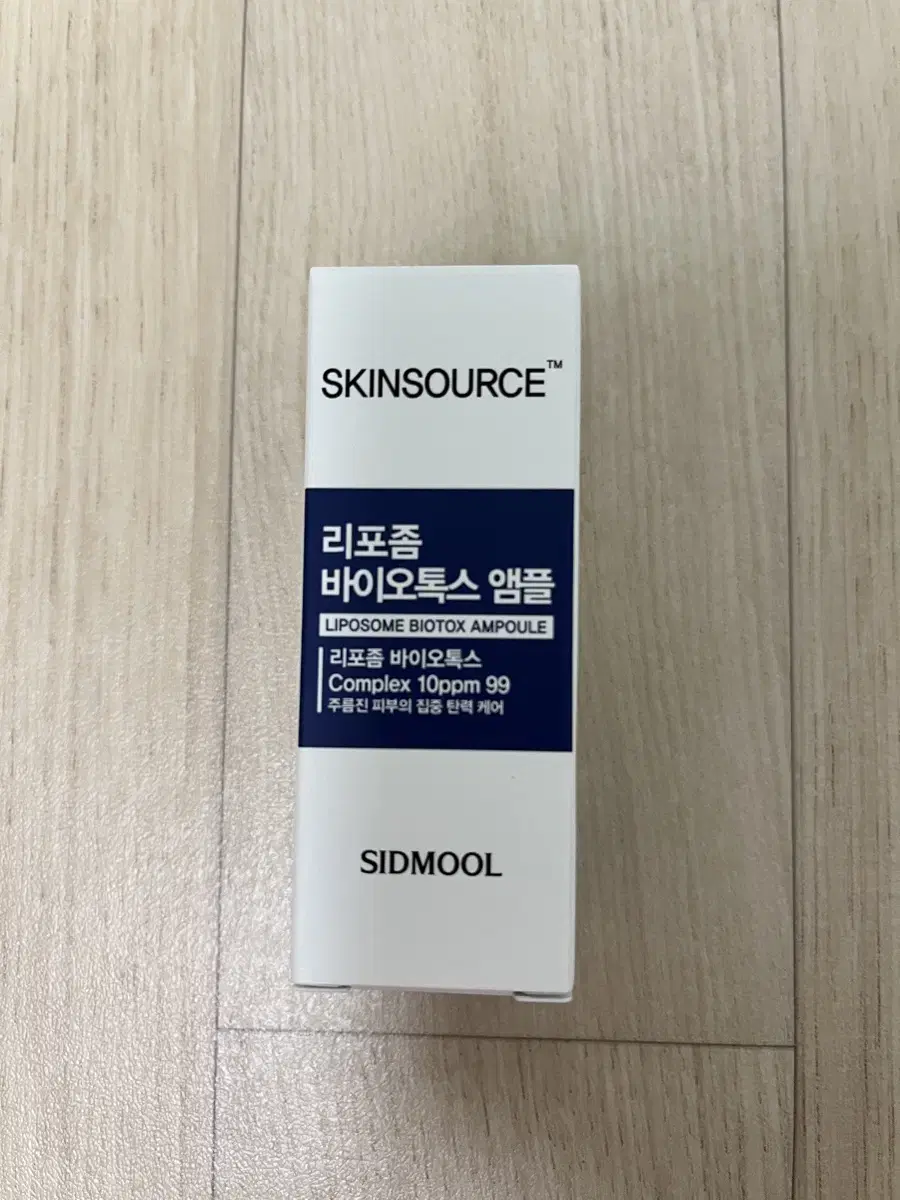 SKINSOURCE™
리포좀
바이오톡스 앰플
LIPOSOME BIOTOX AMPOULE
리포좀 바이오톡스
Complex 10ppm 99
주름진 피부의 집중 탄력 케어
SIDMOOL